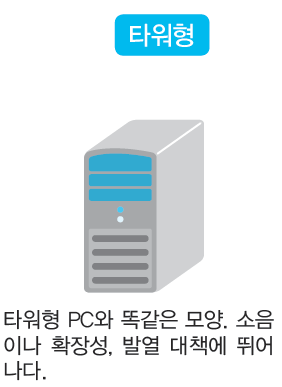 타워형
타워형 PC와 똑같은 모양. 소음
이나 확장성, 발열 대책에 뛰어
나다.